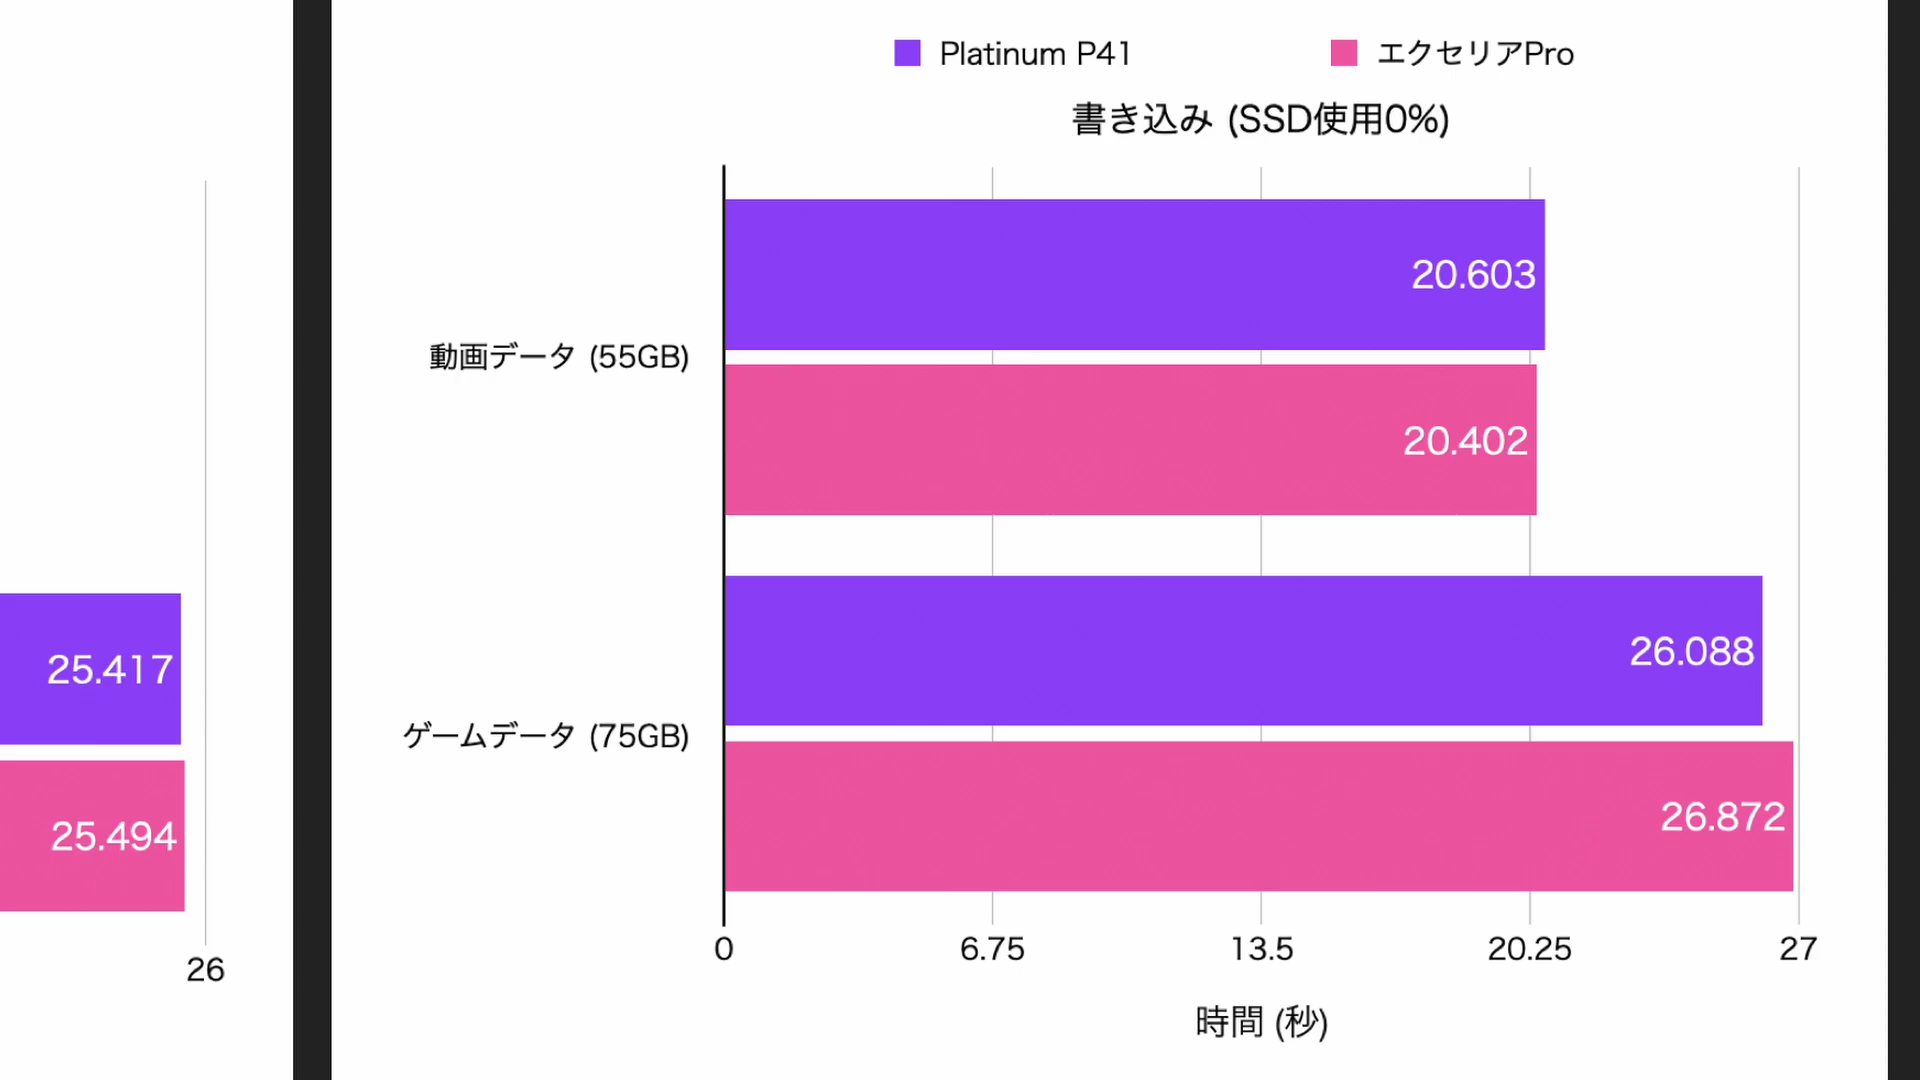 25.417
25.494
26
Platinum P41
エクセリアPro
書き込み (SSD使用0%)
動画データ (55GB)
20.603
20.402
ゲームデータ (75GB)
26.088
26.872
0 6.75 13.5 20.25 27
時間 (秒)